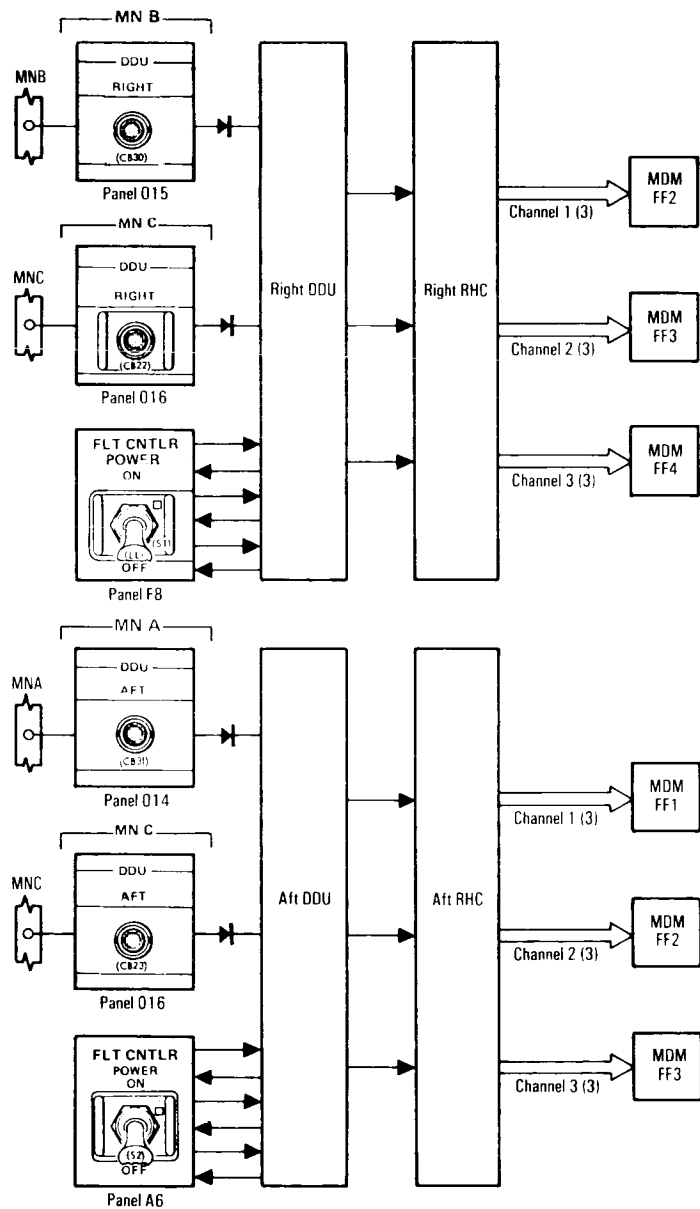 MN B
MNB
DDU
RIGHT
(CB30)
Panel O15
MN C
MNC
DDU
RIGHT
(CB22)
Panel O16
FLT CNTLR
POWER
ON
(S1)
(LL)
OFF
Panel F8
Right DDU
Right RHC
Channel 1 (3)
MDM
FF2
Channel 2 (3)
MDM
FF3
Channel 3 (3)
MDM
FF4
MN A
MNA
DDU
AFT
(CB31)
Panel O14
MN C
MNC
DDU
AFT
(CB23)
Panel O16
FLT CNTLR
POWER
ON
(S2)
OFF
Panel A6
Aft DDU
Aft RHC
Channel 1 (3)
MDM
FF1
Channel 2 (3)
MDM
FF2
Channel 3 (3)
MDM
FF3